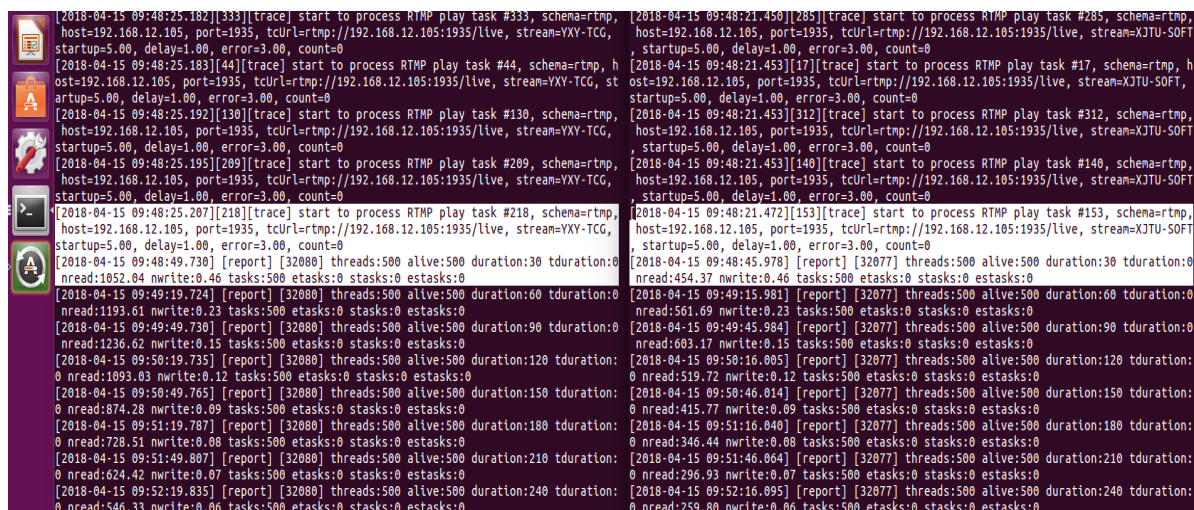 [2018-04-15 09:48:25.182][333][trace] start to process RTMP play task #333, schema=rtmp,
host=192.168.12.105, port=1935, tcUrl=rtmp://192.168.12.105:1935/live, stream=YXY-TCG,
startup=5.00, delay=1.00, error=3.00, count=0
[2018-04-15 09:48:25.183][44][trace] start to process RTMP play task #44, schema=rtmp, h
ost=192.168.12.105, port=1935, tcUrl=rtmp://192.168.12.105:1935/live, stream=YXY-TCG, st
artup=5.00, delay=1.00, error=3.00, count=0
[2018-04-15 09:48:25.192][130][trace] start to process RTMP play task #130, schema=rtmp,
host=192.168.12.105, port=1935, tcUrl=rtmp://192.168.12.105:1935/live, stream=YXY-TCG,
startup=5.00, delay=1.00, error=3.00, count=0
[2018-04-15 09:48:25.195][209][trace] start to process RTMP play task #209, schema=rtmp,
host=192.168.12.105, port=1935, tcUrl=rtmp://192.168.12.105:1935/live, stream=YXY-TCG,
startup=5.00, delay=1.00, error=3.00, count=0
[2018-04-15 09:48:25.207][218][trace] start to process RTMP play task #218, schema=rtmp,
host=192.168.12.105, port=1935, tcUrl=rtmp://192.168.12.105:1935/live, stream=YXY-TCG,
startup=5.00, delay=1.00, error=3.00, count=0
[2018-04-15 09:48:49.730] [report] [32080] threads:500 alive:500 duration:30 tduration:0
nread:1052.04 nwrite:0.46 tasks:500 etasks:0 stasks:0 estasks:0
[2018-04-15 09:49:19.724] [report] [32080] threads:500 alive:500 duration:60 tduration:0
nread:1193.61 nwrite:0.23 tasks:500 etasks:0 stasks:0 estasks:0
[2018-04-15 09:49:49.730] [report] [32080] threads:500 alive:500 duration:90 tduration:0
nread:1236.62 nwrite:0.15 tasks:500 etasks:0 stasks:0 estasks:0
[2018-04-15 09:50:19.735] [report] [32080] threads:500 alive:500 duration:120 tduration:
0 nread:1093.03 nwrite:0.12 tasks:500 etasks:0 stasks:0 estasks:0
[2018-04-15 09:50:49.765] [report] [32080] threads:500 alive:500 duration:150 tduration:
0 nread:874.28 nwrite:0.09 tasks:500 etasks:0 stasks:0 estasks:0
[2018-04-15 09:51:19.787] [report] [32080] threads:500 alive:500 duration:180 tduration:
0 nread:728.51 nwrite:0.08 tasks:500 etasks:0 stasks:0 estasks:0
[2018-04-15 09:51:49.807] [report] [32080] threads:500 alive:500 duration:210 tduration:
0 nread:624.42 nwrite:0.07 tasks:500 etasks:0 stasks:0 estasks:0
[2018-04-15 09:52:19.835] [report] [32080] threads:500 alive:500 duration:240 tduration:
0 nread:546.33 nwrite:0.06 tasks:500 etasks:0 stasks:0 estasks:0
[2018-04-15 09:48:21.450][285][trace] start to process RTMP play task #285, schema=rtmp,
host=192.168.12.105, port=1935, tcUrl=rtmp://192.168.12.105:1935/live, stream=XJTU-SOFT
, startup=5.00, delay=1.00, error=3.00, count=0
[2018-04-15 09:48:21.453][17][trace] start to process RTMP play task #17, schema=rtmp, h
ost=192.168.12.105, port=1935, tcUrl=rtmp://192.168.12.105:1935/live, stream=XJTU-SOFT,
startup=5.00, delay=1.00, error=3.00, count=0
[2018-04-15 09:48:21.453][312][trace] start to process RTMP play task #312, schema=rtmp,
host=192.168.12.105, port=1935, tcUrl=rtmp://192.168.12.105:1935/live, stream=XJTU-SOFT
, startup=5.00, delay=1.00, error=3.00, count=0
[2018-04-15 09:48:21.453][140][trace] start to process RTMP play task #140, schema=rtmp,
host=192.168.12.105, port=1935, tcUrl=rtmp://192.168.12.105:1935/live, stream=XJTU-SOFT
, startup=5.00, delay=1.00, error=3.00, count=0
[2018-04-15 09:48:21.472][153][trace] start to process RTMP play task #153, schema=rtmp,
host=192.168.12.105, port=1935, tcUrl=rtmp://192.168.12.105:1935/live, stream=XJTU-SOFT
, startup=5.00, delay=1.00, error=3.00, count=0
[2018-04-15 09:48:45.978] [report] [32077] threads:500 alive:500 duration:30 tduration:0
nread:454.37 nwrite:0.46 tasks:500 etasks:0 stasks:0 estasks:0
[2018-04-15 09:49:15.981] [report] [32077] threads:500 alive:500 duration:60 tduration:0
nread:561.69 nwrite:0.23 tasks:500 etasks:0 stasks:0 estasks:0
[2018-04-15 09:49:45.984] [report] [32077] threads:500 alive:500 duration:90 tduration:0
nread:603.17 nwrite:0.15 tasks:500 etasks:0 stasks:0 estasks:0
[2018-04-15 09:50:16.005] [report] [32077] threads:500 alive:500 duration:120 tduration:
0 nread:519.72 nwrite:0.12 tasks:500 etasks:0 stasks:0 estasks:0
[2018-04-15 09:50:46.014] [report] [32077] threads:500 alive:500 duration:150 tduration:
0 nread:415.77 nwrite:0.09 tasks:500 etasks:0 stasks:0 estasks:0
[2018-04-15 09:51:16.040] [report] [32077] threads:500 alive:500 duration:180 tduration:
0 nread:346.44 nwrite:0.08 tasks:500 etasks:0 stasks:0 estasks:0
[2018-04-15 09:51:46.064] [report] [32077] threads:500 alive:500 duration:210 tduration:
0 nread:296.93 nwrite:0.07 tasks:500 etasks:0 stasks:0 estasks:0
[2018-04-15 09:52:16.095] [report] [32077] threads:500 alive:500 duration:240 tduration:
0 nread:259.80 nwrite:0.06 tasks:500 etasks:0 stasks:0 estasks:0